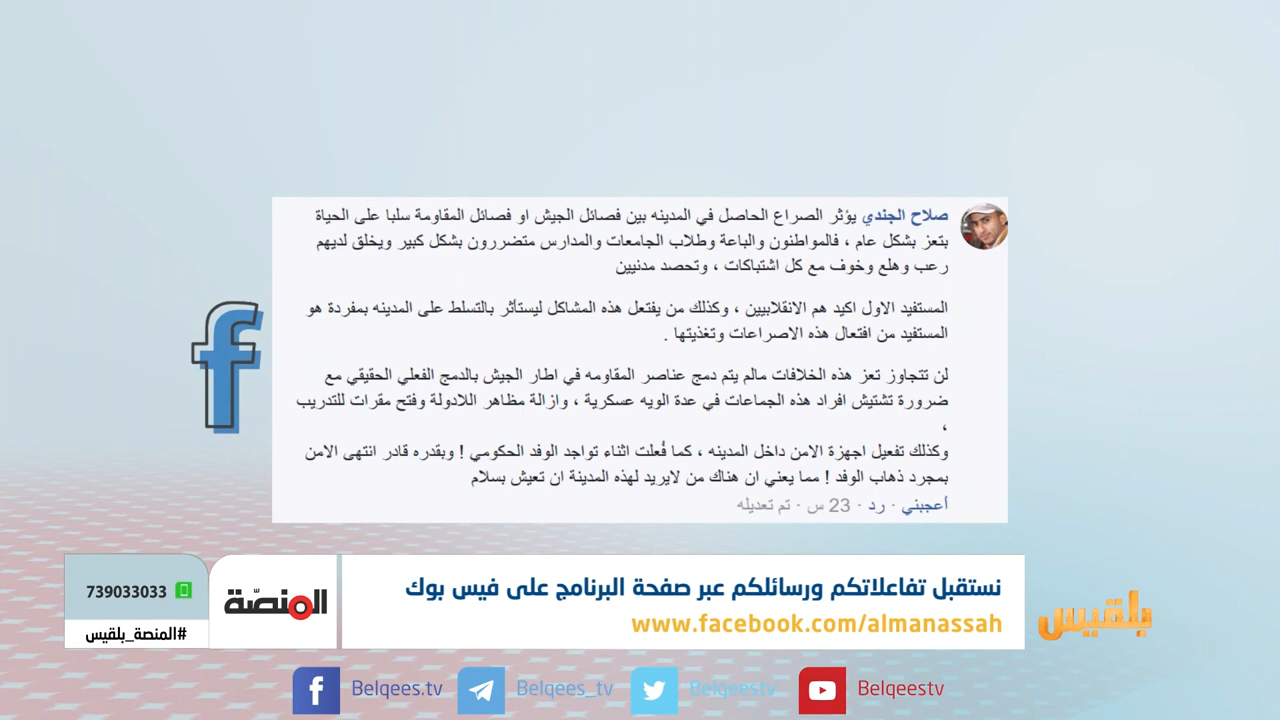 صلاح الجندي يؤثر الصراع الحاصل في المدينه بين فصائل الجيش او فصائل المقاومة سلبا على الحياة
بتعز بشكل عام ، فالمواطنون والباعة وطلاب الجامعات والمدارس متضررون بشكل كبير ويخلق لديهم
رعب وهلع وخوف مع كل اشتباكات ، وتحصد مدنيين
المستفيد الاول اكيد هم الانقلابيين ، وكذلك من يفتعل هذه المشاكل ليستأثر بالتسلط على المدينه بمفردة هو
المستفيد من افتعال هذه الاصراعات وتغذيتها .
لن تتجاوز تعز هذه الخلافات مالم يتم دمج عناصر المقاومه في اطار الجيش بالدمج الفعلي الحقيقي مع
ضرورة تشتيش افراد هذه الجماعات في عدة الويه عسكرية ، وازالة مظاهر اللادولة وفتح مقرات للتدريب
،
وكذلك تفعيل اجهزة الامن داخل المدينه ، كما فُعلت اثناء تواجد الوفد الحكومي ! وبقدره قادر انتهى الامن
بمجرد ذهاب الوفد ! مما يعني ان هناك من لايريد لهذه المدينة ان تعيش بسلام
أعجبني · رد · 23 س · تم تعديله
نستقبل تفاعلاتكم ورسائلكم عبر صفحة البرنامج على فيس بوك
www.facebook.com/almanassah
المنصّة
739033033
#المنصة_بلقيس
بلقيس
Belqees.tv
Belqees_tv
Belqeestv
Belqeestv